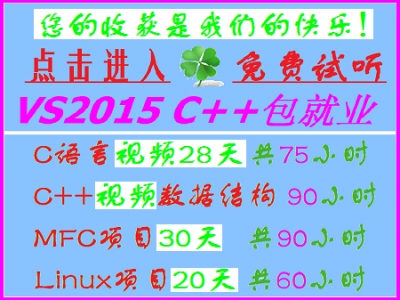 您的收获是我们的快乐!
点击进入 免费试听
VS2015 C++包就业
C语言视频28天 共75小时
C++视频数据结构 90小时
MFC项目30天 共90小时
Linux项目20天 共60小时